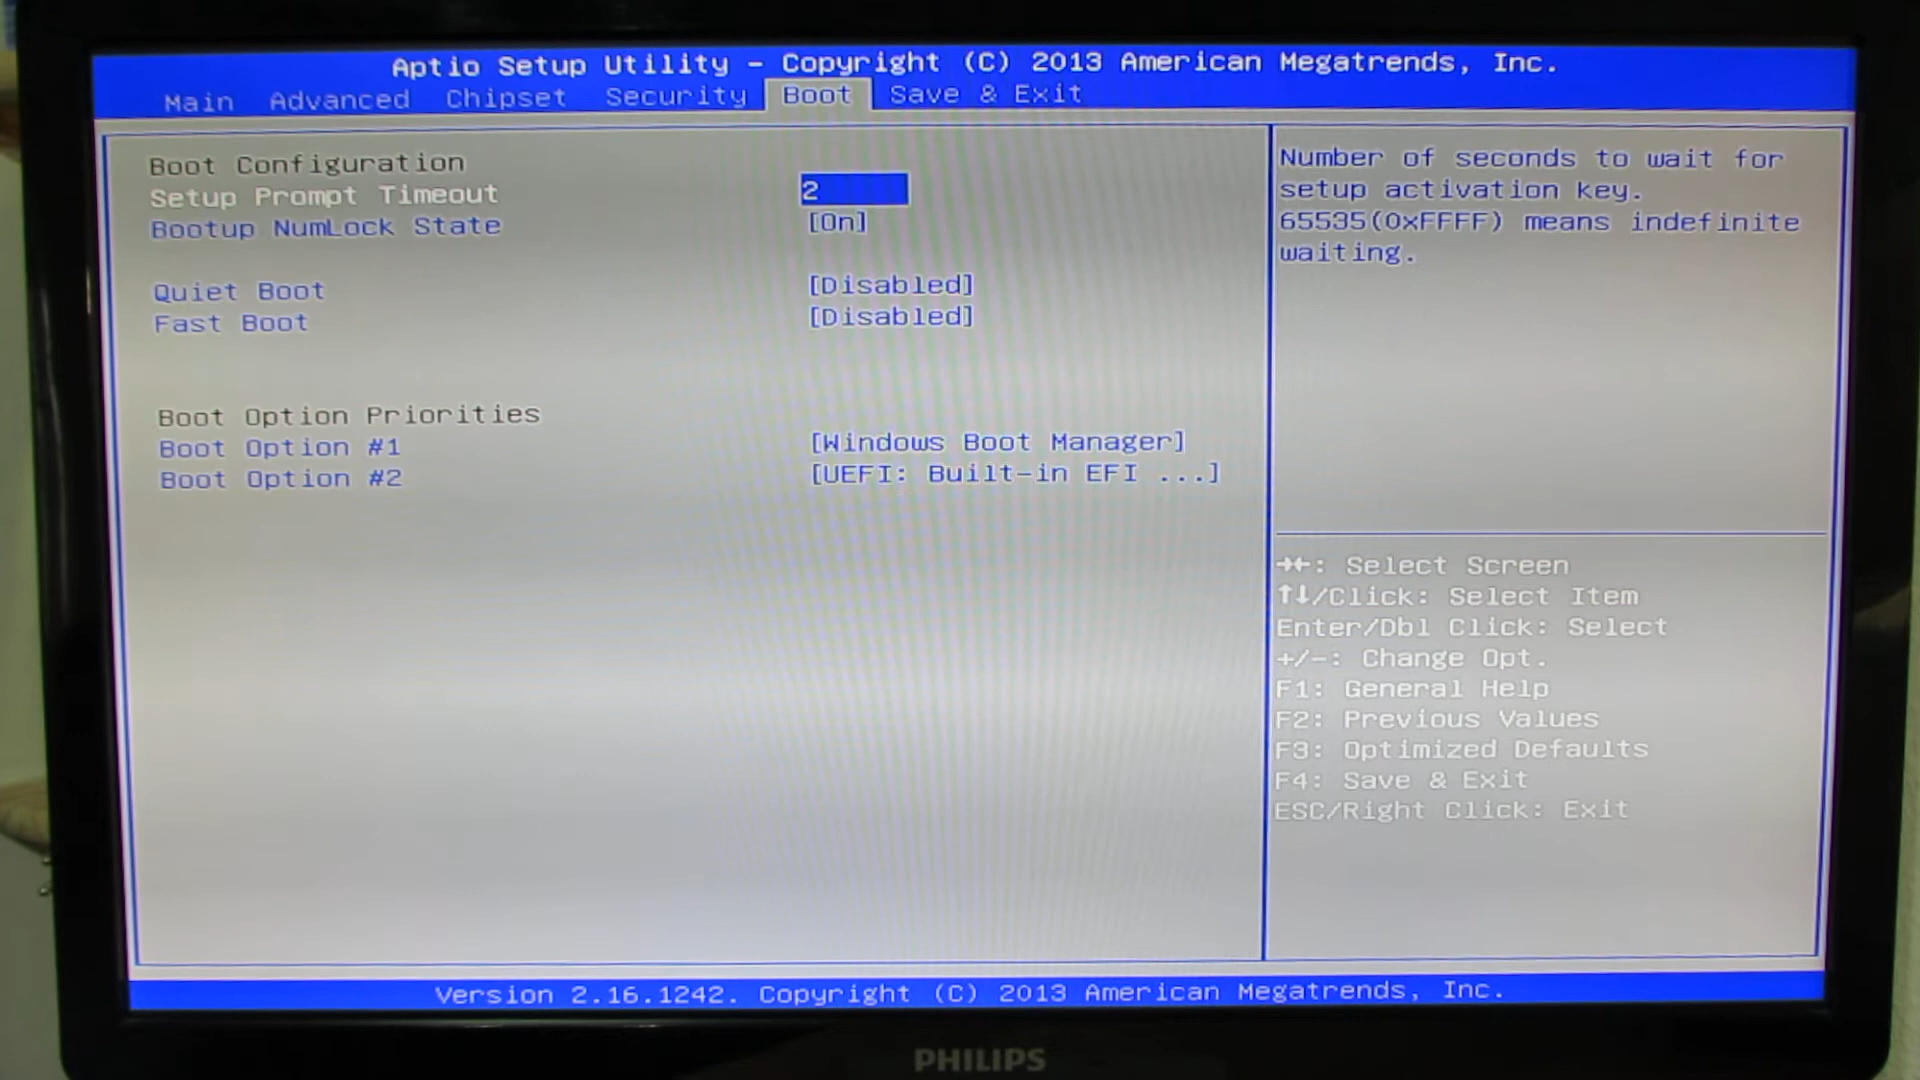 Aptio Setup Utility – Copyright (C) 2013 American Megatrends, Inc.
Main Advanced Chipset Security Boot Save & Exit
Boot Configuration
Setup Prompt Timeout 2
Bootup NumLock State [On]
Quiet Boot [Disabled]
Fast Boot [Disabled]
Boot Option Priorities
Boot Option #1 [Windows Boot Manager]
Boot Option #2 [UEFI: Built-in EFI ...]
Number of seconds to wait for
setup activation key.
65535(0xFFFF) means indefinite
waiting.
→←: Select Screen
↑↓/Click: Select Item
Enter/Dbl Click: Select
+/-: Change Opt.
F1: General Help
F2: Previous Values
F3: Optimized Defaults
F4: Save & Exit
ESC/Right Click: Exit
Version 2.16.1242. Copyright (C) 2013 American Megatrends, Inc.
PHILIPS